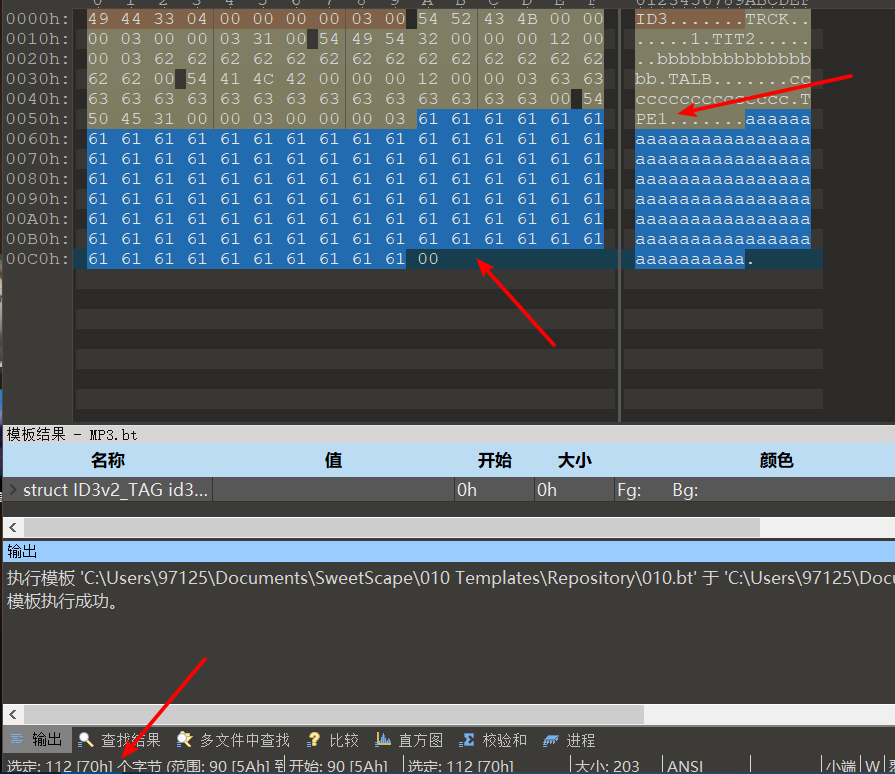 0 1 2 3 4 5 6 7 8 9 A B C D E F 0123456789ABCDEF
0000h: 49 44 33 04 00 00 00 00 03 00 54 52 43 4B 00 00 ID3.......TRCK..
0010h: 00 03 00 00 03 31 00 54 49 54 32 00 00 00 12 00 .....1.TIT2.....
0020h: 00 03 62 62 62 62 62 62 62 62 62 62 62 62 62 62 ..bbbbbbbbbbbbbb
0030h: 62 62 00 54 41 4C 42 00 00 00 12 00 00 03 63 63 bb.TALB.......cc
0040h: 63 63 63 63 63 63 63 63 63 63 63 63 63 63 00 54 cccccccccccccc.T
0050h: 50 45 31 00 00 03 00 00 00 03 61 61 61 61 61 61 PE1.......aaaaaa
0060h: 61 61 61 61 61 61 61 61 61 61 61 61 61 61 61 61 aaaaaaaaaaaaaaaa
0070h: 61 61 61 61 61 61 61 61 61 61 61 61 61 61 61 61 aaaaaaaaaaaaaaaa
0080h: 61 61 61 61 61 61 61 61 61 61 61 61 61 61 61 61 aaaaaaaaaaaaaaaa
0090h: 61 61 61 61 61 61 61 61 61 61 61 61 61 61 61 61 aaaaaaaaaaaaaaaa
00A0h: 61 61 61 61 61 61 61 61 61 61 61 61 61 61 61 61 aaaaaaaaaaaaaaaa
00B0h: 61 61 61 61 61 61 61 61 61 61 61 61 61 61 61 61 aaaaaaaaaaaaaaaa
00C0h: 61 61 61 61 61 61 61 61 61 61 00 aaaaaaaaaa.
模板结果 - MP3.bt
名称 值 开始 大小 颜色
struct ID3v2_TAG id3... 0h 0h Fg: Bg:
输出
执行模板 'C:\Users\97125\Documents\SweetScape\010 Templates\Repository\010.bt' 于 'C:\Users\97125\Docu
模板执行成功。
输出 查找结果 多文件中查找 比较 直方图 校验和 进程
选定: 112 [70h] 个字节 (范围: 90 [5Ah] 到 开始: 90 [5Ah] 选定: 112 [70h] 大小: 203 ANSI 小端 W